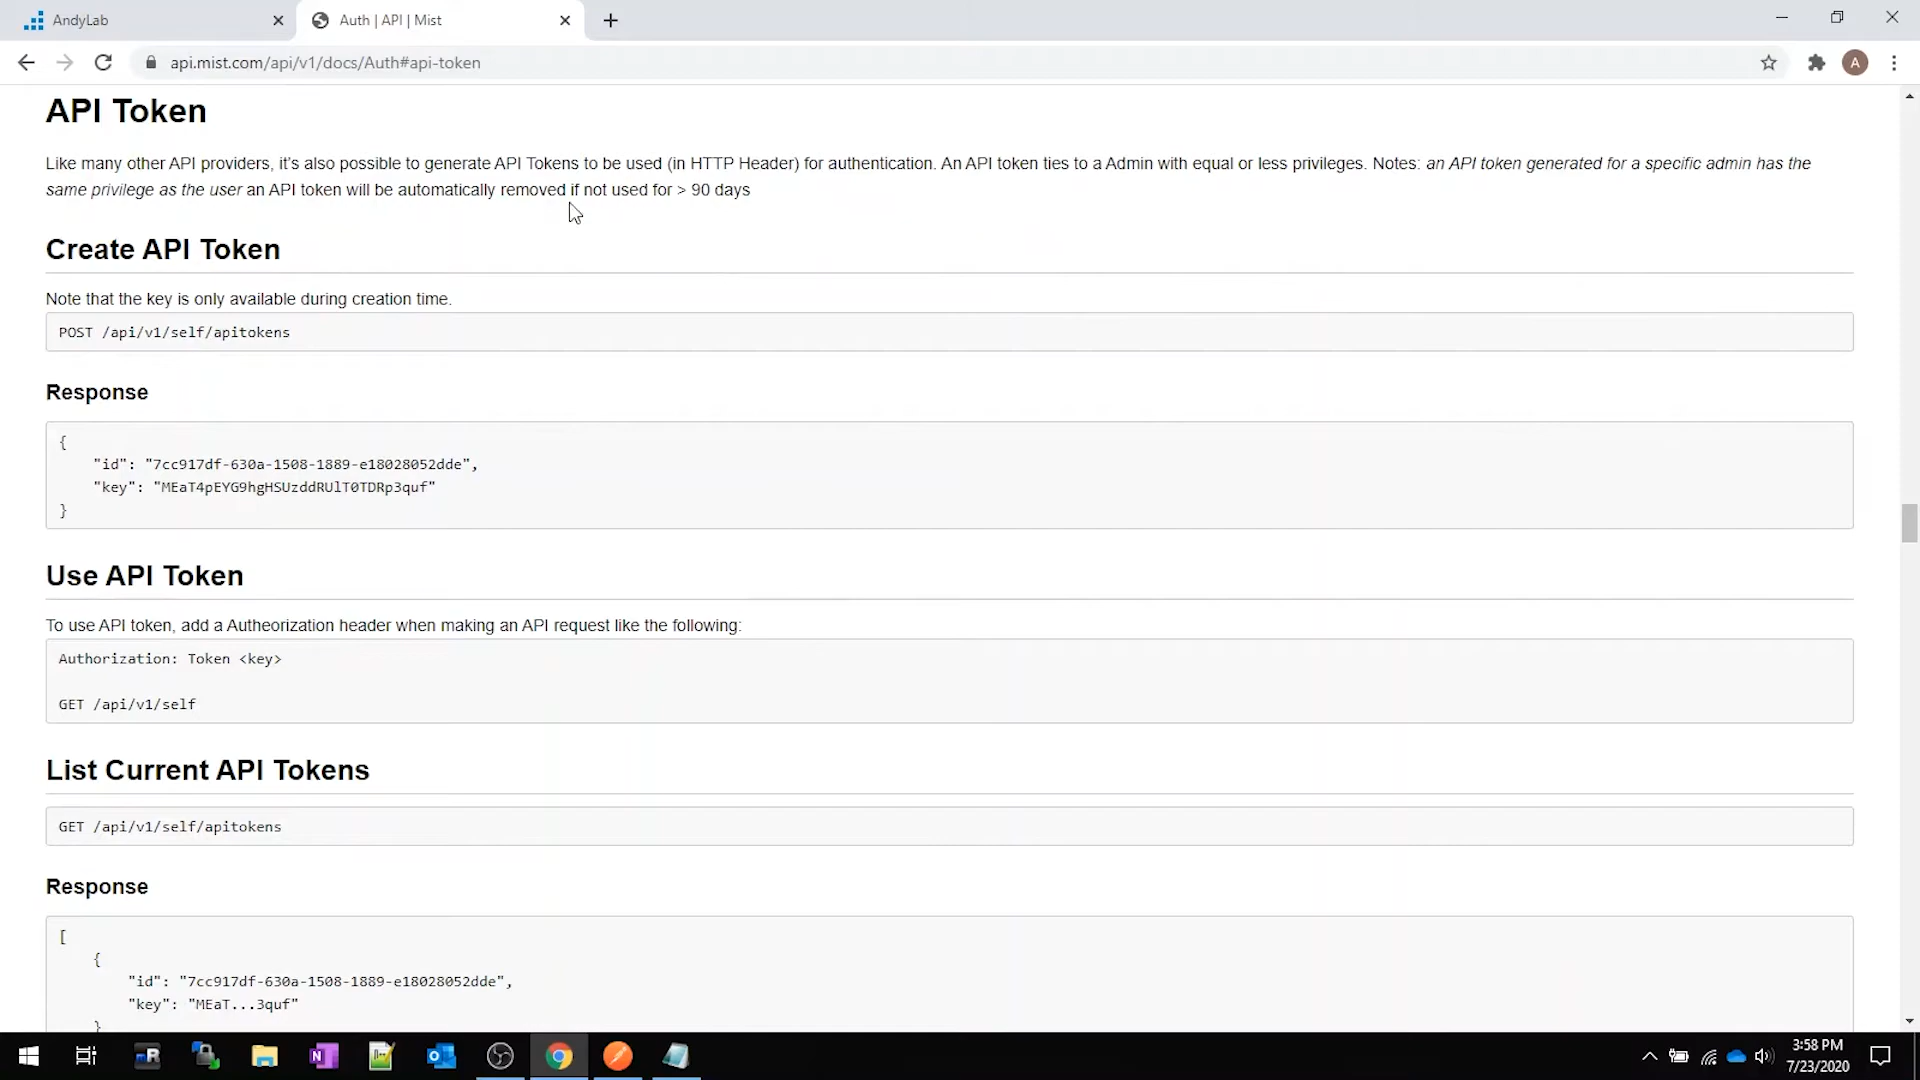 AndyLab
Auth | API | Mist
api.mist.com/api/v1/docs/Auth#api-token
A
API Token
Like many other API providers, it's also possible to generate API Tokens to be used (in HTTP Header) for authentication. An API token ties to a Admin with equal or less privileges. Notes: an API token generated for a specific admin has the
same privilege as the user an API token will be automatically removed if not used for > 90 days
Create API Token
Note that the key is only available during creation time.
POST /api/v1/self/apitokens
Response
{
"id": "7cc917df-630a-1508-1889-e18028052dde",
"key": "MEaT4pEYG9hgHSUzddRUlT0TDRp3quf"
}
Use API Token
To use API token, add a Autheorization header when making an API request like the following:
Authorization: Token <key>
GET /api/v1/self
List Current API Tokens
GET /api/v1/self/apitokens
Response
[
{
"id": "7cc917df-630a-1508-1889-e18028052dde",
"key": "MEaT...3quf"
}
3:58 PM
7/23/2020